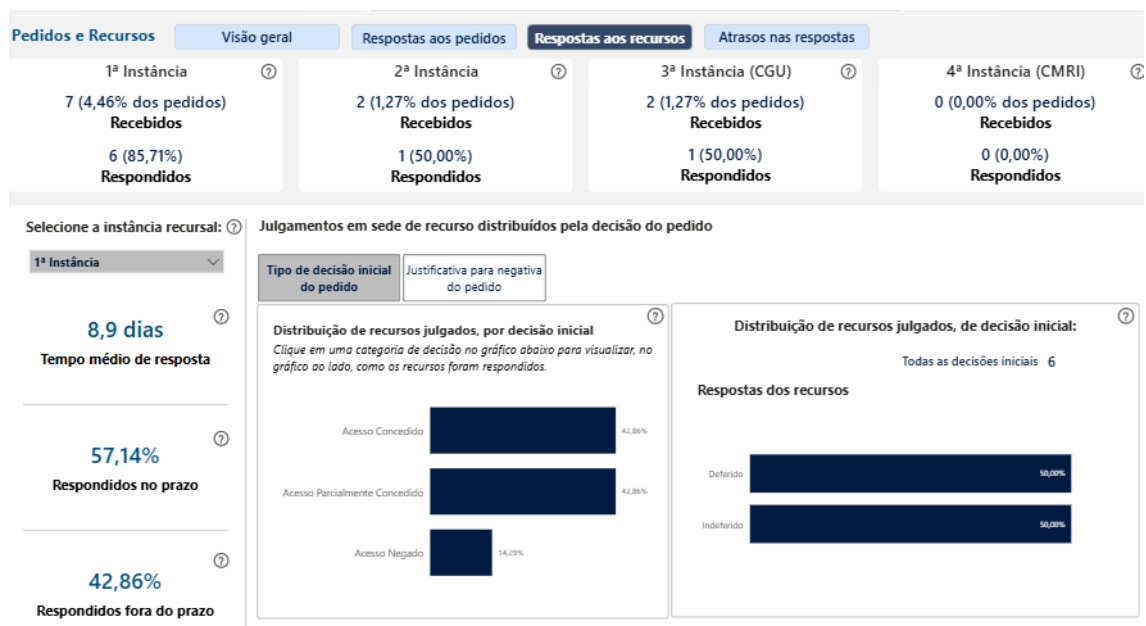 Pedidos e Recursos
Visão geral
Respostas aos pedidos
Respostas aos recursos
Atrasos nas respostas
1ª Instância
7 (4,46% dos pedidos)
Recebidos
6 (85,71%)
Respondidos
2ª Instância
2 (1,27% dos pedidos)
Recebidos
1 (50,00%)
Respondidos
3ª Instância (CGU)
2 (1,27% dos pedidos)
Recebidos
1 (50,00%)
Respondidos
4ª Instância (CMRI)
0 (0,00% dos pedidos)
Recebidos
0 (0,00%)
Respondidos
Selecione a instância recursal:
1ª Instância
8,9 dias
Tempo médio de resposta
57,14%
Respondidos no prazo
42,86%
Respondidos fora do prazo
Julgamentos em sede de recurso distribuídos pela decisão do pedido
Tipo de decisão inicial
do pedido
Justificativa para negativa
do pedido
Distribuição de recursos julgados, por decisão inicial
Clique em uma categoria de decisão no gráfico abaixo para visualizar, no
gráfico ao lado, como os recursos foram respondidos.
Acesso Concedido 42,86%
Acesso Parcialmente Concedido 42,86%
Acesso Negado 14,29%
Distribuição de recursos julgados, de decisão inicial:
Todas as decisões iniciais 6
Respostas dos recursos
Deferido 50,00%
Indeferido 50,00%